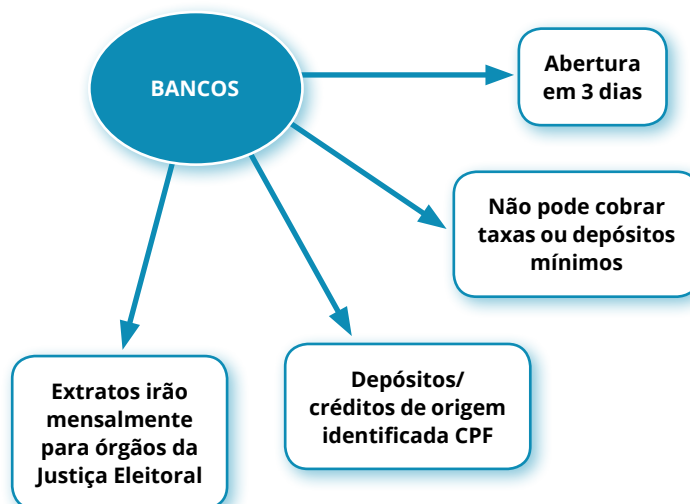 BANCOS
Abertura
em 3 dias
Não pode cobrar
taxas ou depósitos
mínimos
Depósitos/
créditos de origem
identificada CPF
Extratos irão
mensalmente
para órgãos da
Justiça Eleitoral